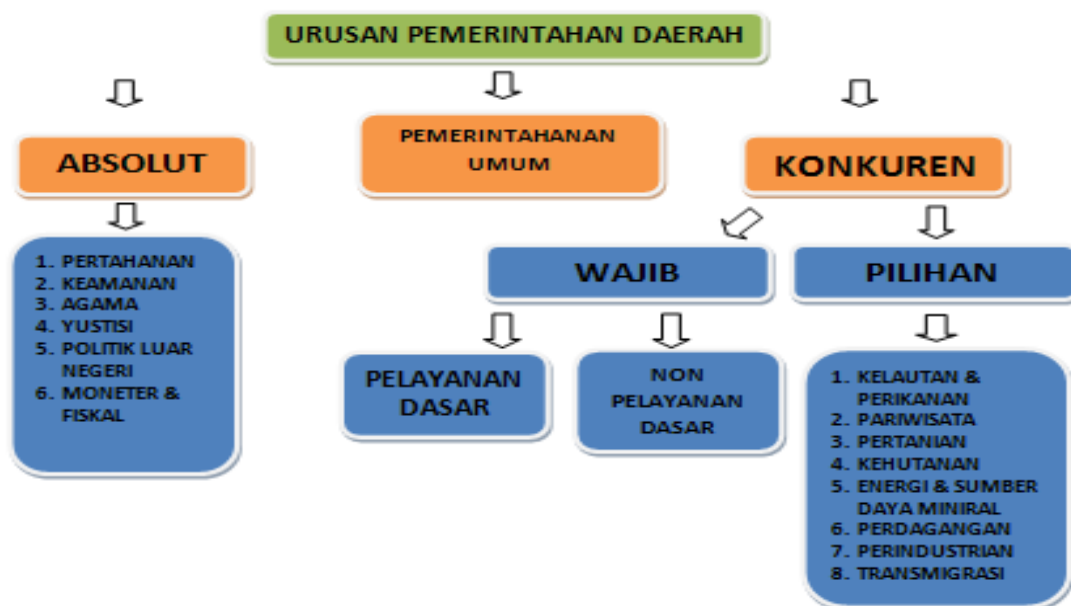 URUSAN PEMERINTAHAN DAERAH
ABSOLUT
PEMERINTAHANAN
UMUM
KONKUREN
1. PERTAHANAN
2. KEAMANAN
3. AGAMA
4. YUSTISI
5. POLITIK LUAR
NEGERI
6. MONETER &
FISKAL
WAJIB
PILIHAN
PELAYANAN
DASAR
NON
PELAYANAN
DASAR
1. KELAUTAN &
PERIKANAN
2. PARIWISATA
3. PERTANIAN
4. KEHUTANAN
5. ENERGI & SUMBER
DAYA MINIRAL
6. PERDAGANGAN
7. PERINDUSTRIAN
8. TRANSMIGRASI